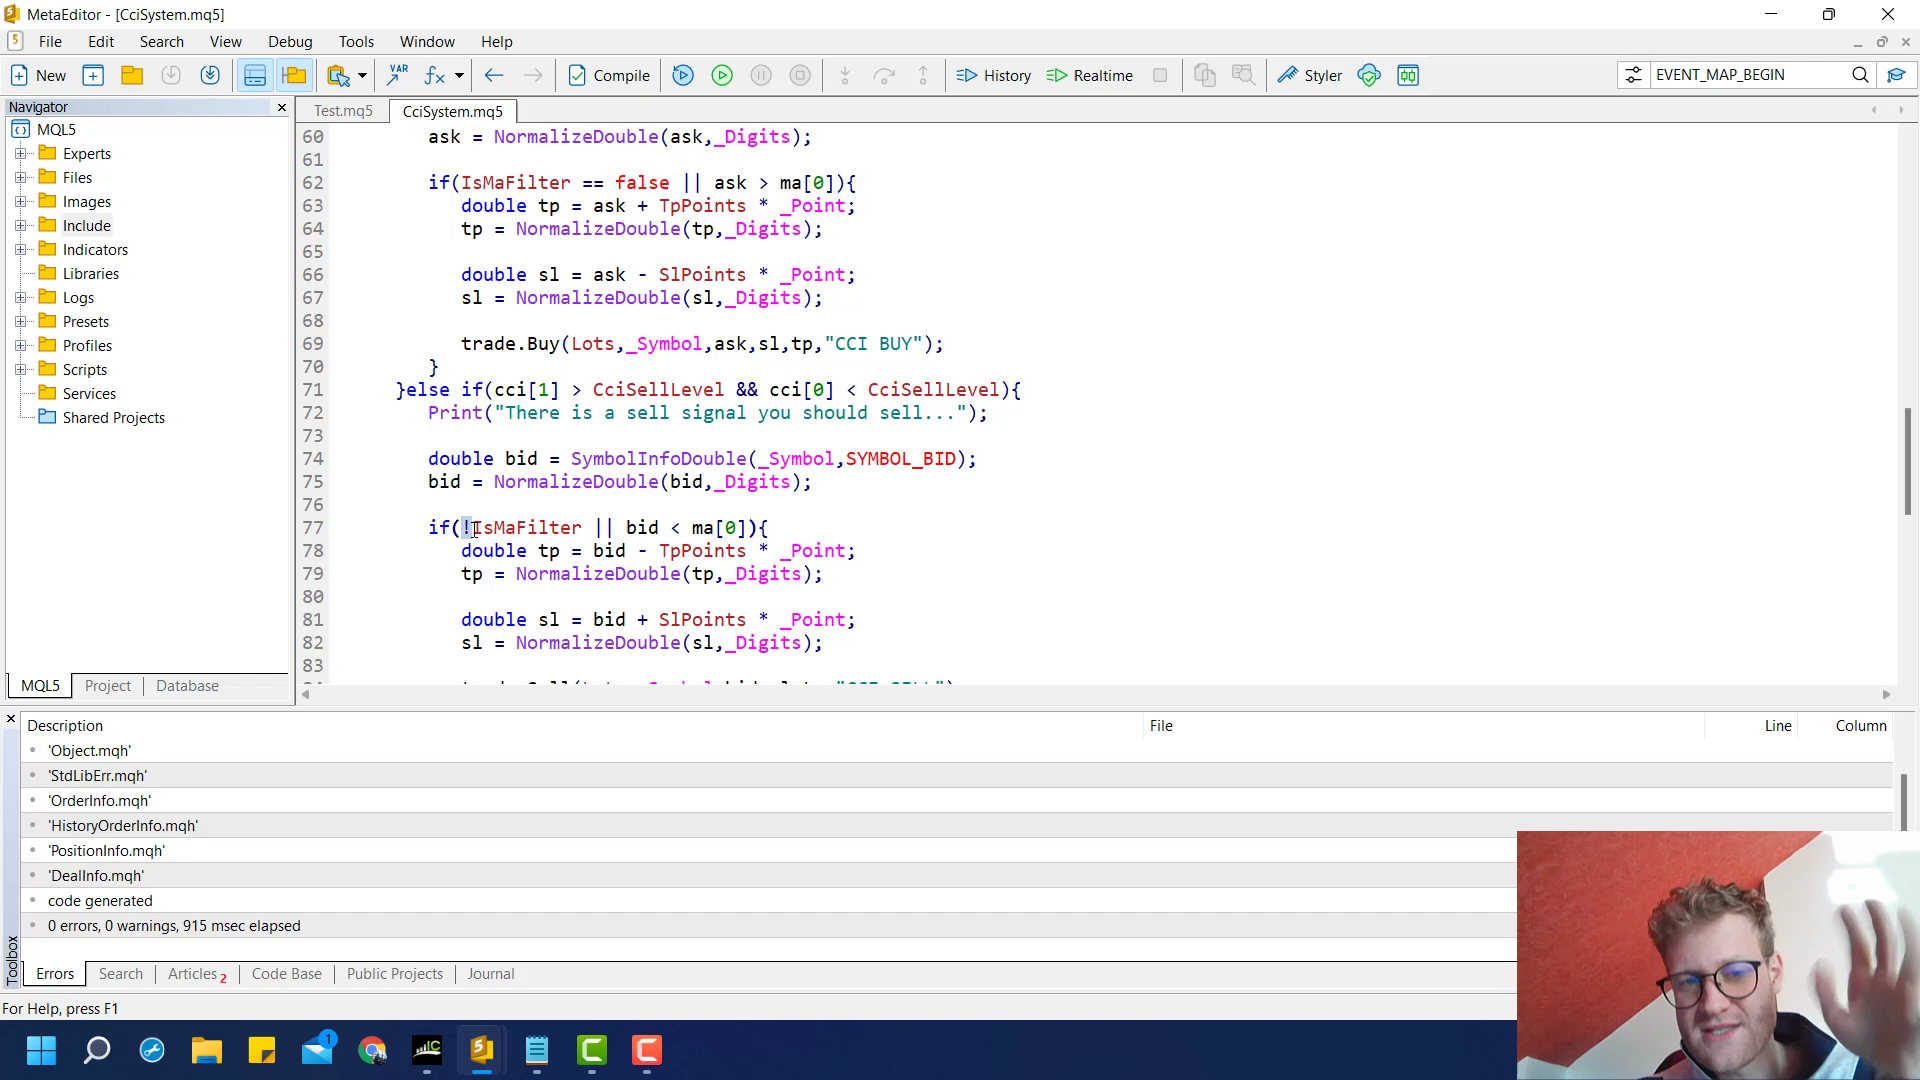 MetaEditor - [CciSystem.mq5]
File Edit Search View Debug Tools Window Help
New VAR fx Compile History Realtime Styler EVENT_MAP_BEGIN
Navigator
MQL5
Experts
Files
Images
Include
Indicators
Libraries
Logs
Presets
Profiles
Scripts
Services
Shared Projects
MQL5 Project Database
Test.mq5 CciSystem.mq5
60 ask = NormalizeDouble(ask,_Digits);
61
62 if(IsMaFilter == false || ask > ma[0]){
63 double tp = ask + TpPoints * _Point;
64 tp = NormalizeDouble(tp,_Digits);
65
66 double sl = ask - SlPoints * _Point;
67 sl = NormalizeDouble(sl,_Digits);
68
69 trade.Buy(Lots,_Symbol,ask,sl,tp,"CCI BUY");
70 }
71 }else if(cci[1] > CciSellLevel && cci[0] < CciSellLevel){
72 Print("There is a sell signal you should sell...");
73
74 double bid = SymbolInfoDouble(_Symbol,SYMBOL_BID);
75 bid = NormalizeDouble(bid,_Digits);
76
77 if(!IsMaFilter || bid < ma[0]){
78 double tp = bid - TpPoints * _Point;
79 tp = NormalizeDouble(tp,_Digits);
80
81 double sl = bid + SlPoints * _Point;
82 sl = NormalizeDouble(sl,_Digits);
83
Description File Line Column
'Object.mqh'
'StdLibErr.mqh'
'OrderInfo.mqh'
'HistoryOrderInfo.mqh'
'PositionInfo.mqh'
'DealInfo.mqh'
code generated
0 errors, 0 warnings, 915 msec elapsed
Toolbox
Errors Search Articles 2 Code Base Public Projects Journal
For Help, press F1
1
IC
5